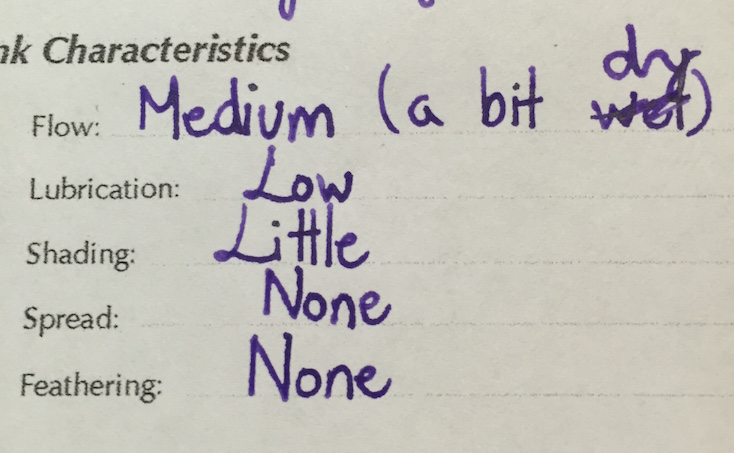 nk Characteristics
Flow: Medium (a bit wet dry)
Lubrication: Low
Shading: Little
Spread: None
Feathering: None